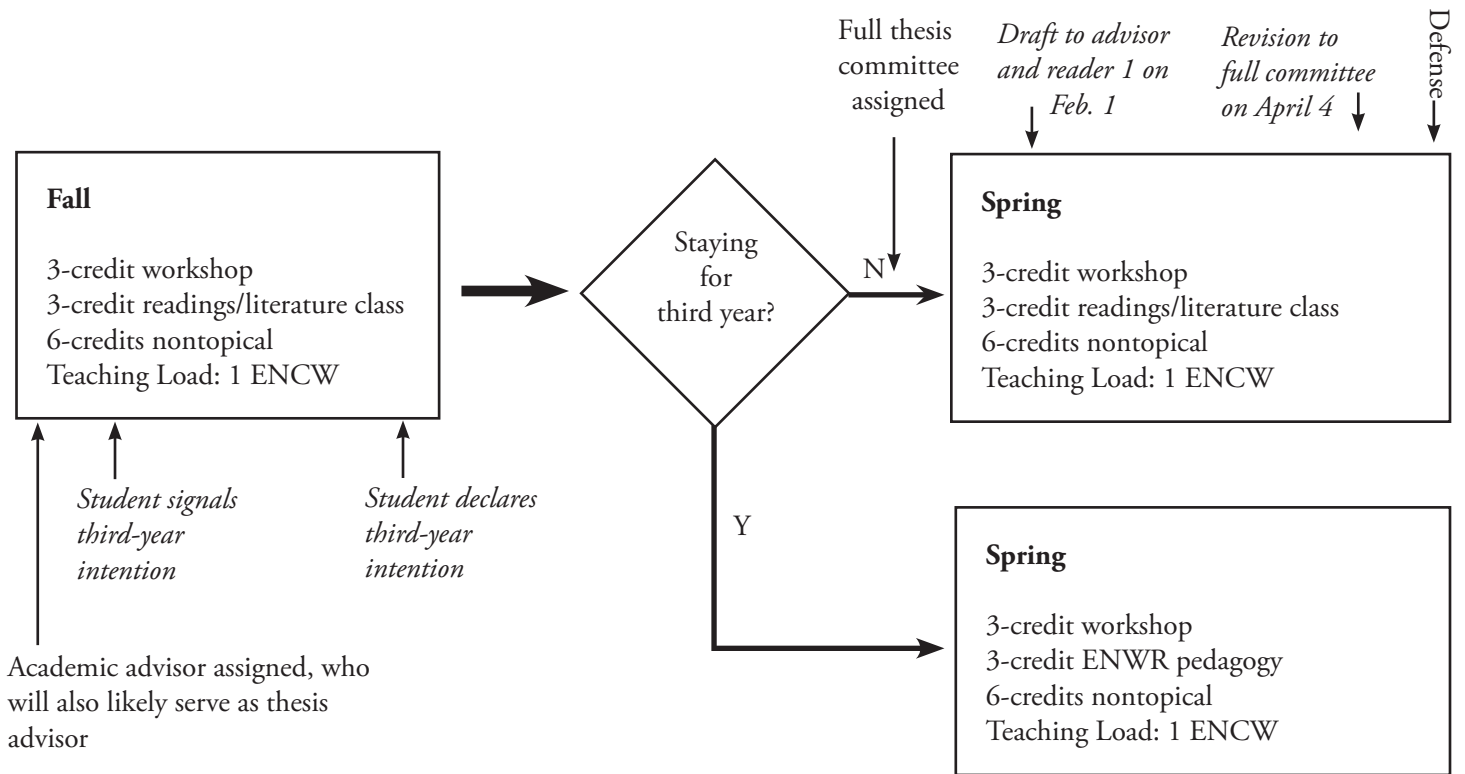 Full thesis
committee
assigned
Draft to advisor
and reader 1 on
Feb. 1
Revision to
full committee
on April 4
Defense
Fall
3-credit workshop
3-credit readings/literature class
6-credits nontopical
Teaching Load: 1 ENCW
Staying
for
third year?
N
Spring
3-credit workshop
3-credit readings/literature class
6-credits nontopical
Teaching Load: 1 ENCW
Student signals
third-year
intention
Student declares
third-year
intention
Academic advisor assigned, who
will also likely serve as thesis
advisor
Y
Spring
3-credit workshop
3-credit ENWR pedagogy
6-credits nontopical
Teaching Load: 1 ENCW